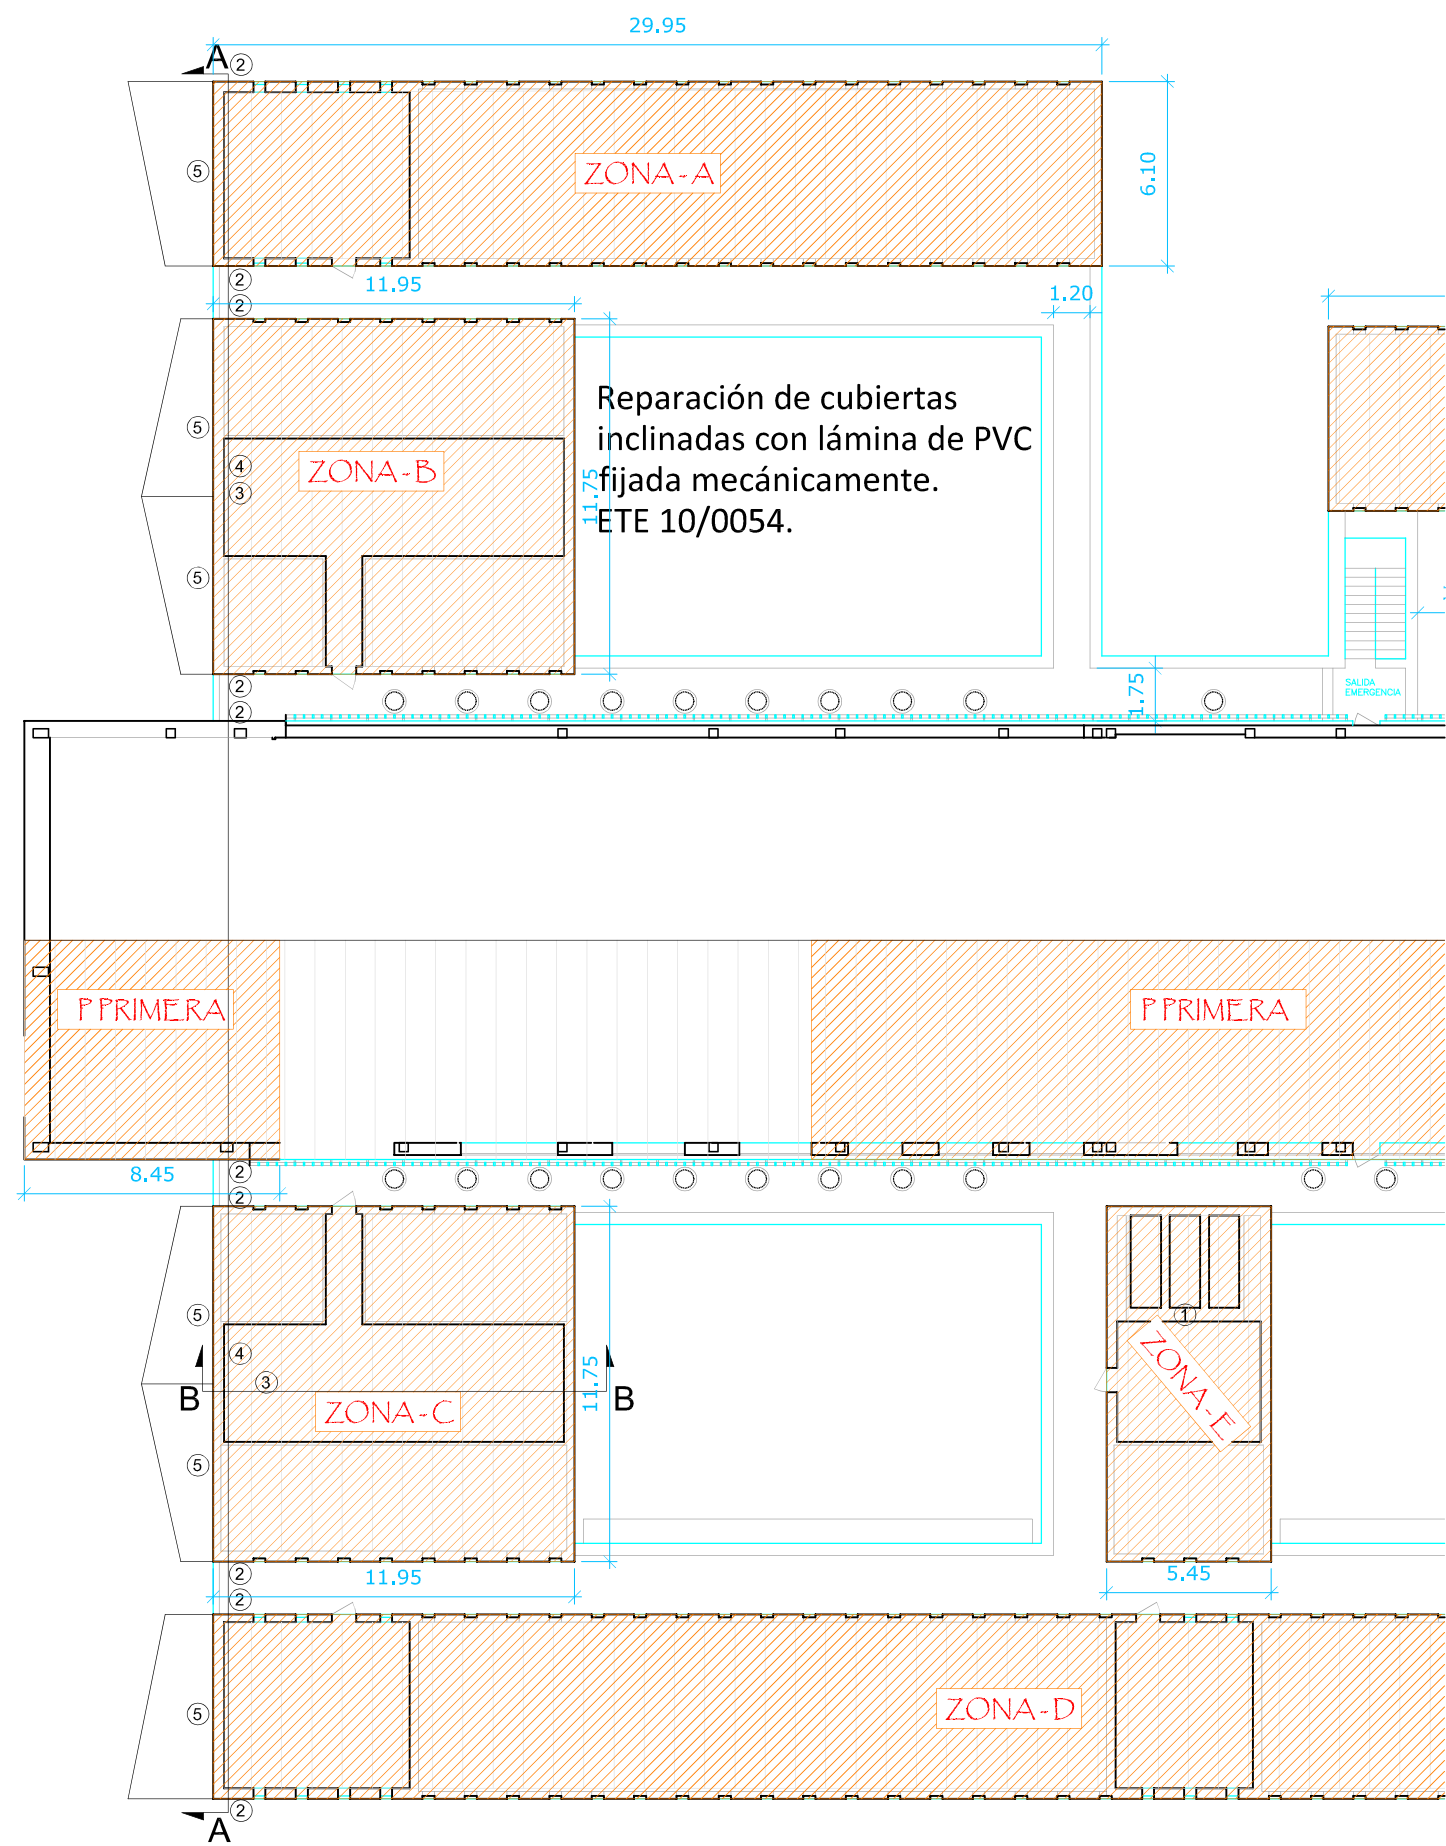 29.95
A
2
5
ZONA-A
6.10
2
2
11.95
1.20
Reparación de cubiertas
inclinadas con lámina de PVC
fijada mecánicamente.
ETE 10/0054.
5
4
ZONA-B
3
11.75
5
2
2
1.75
SALIDA
EMERGENCIA
P PRIMERA
P PRIMERA
8.45
2
2
5
4
3
B
B
11.75
ZONA-C
1
ZONA-E
5
2
2
11.95
5.45
5
ZONA-D
2
A